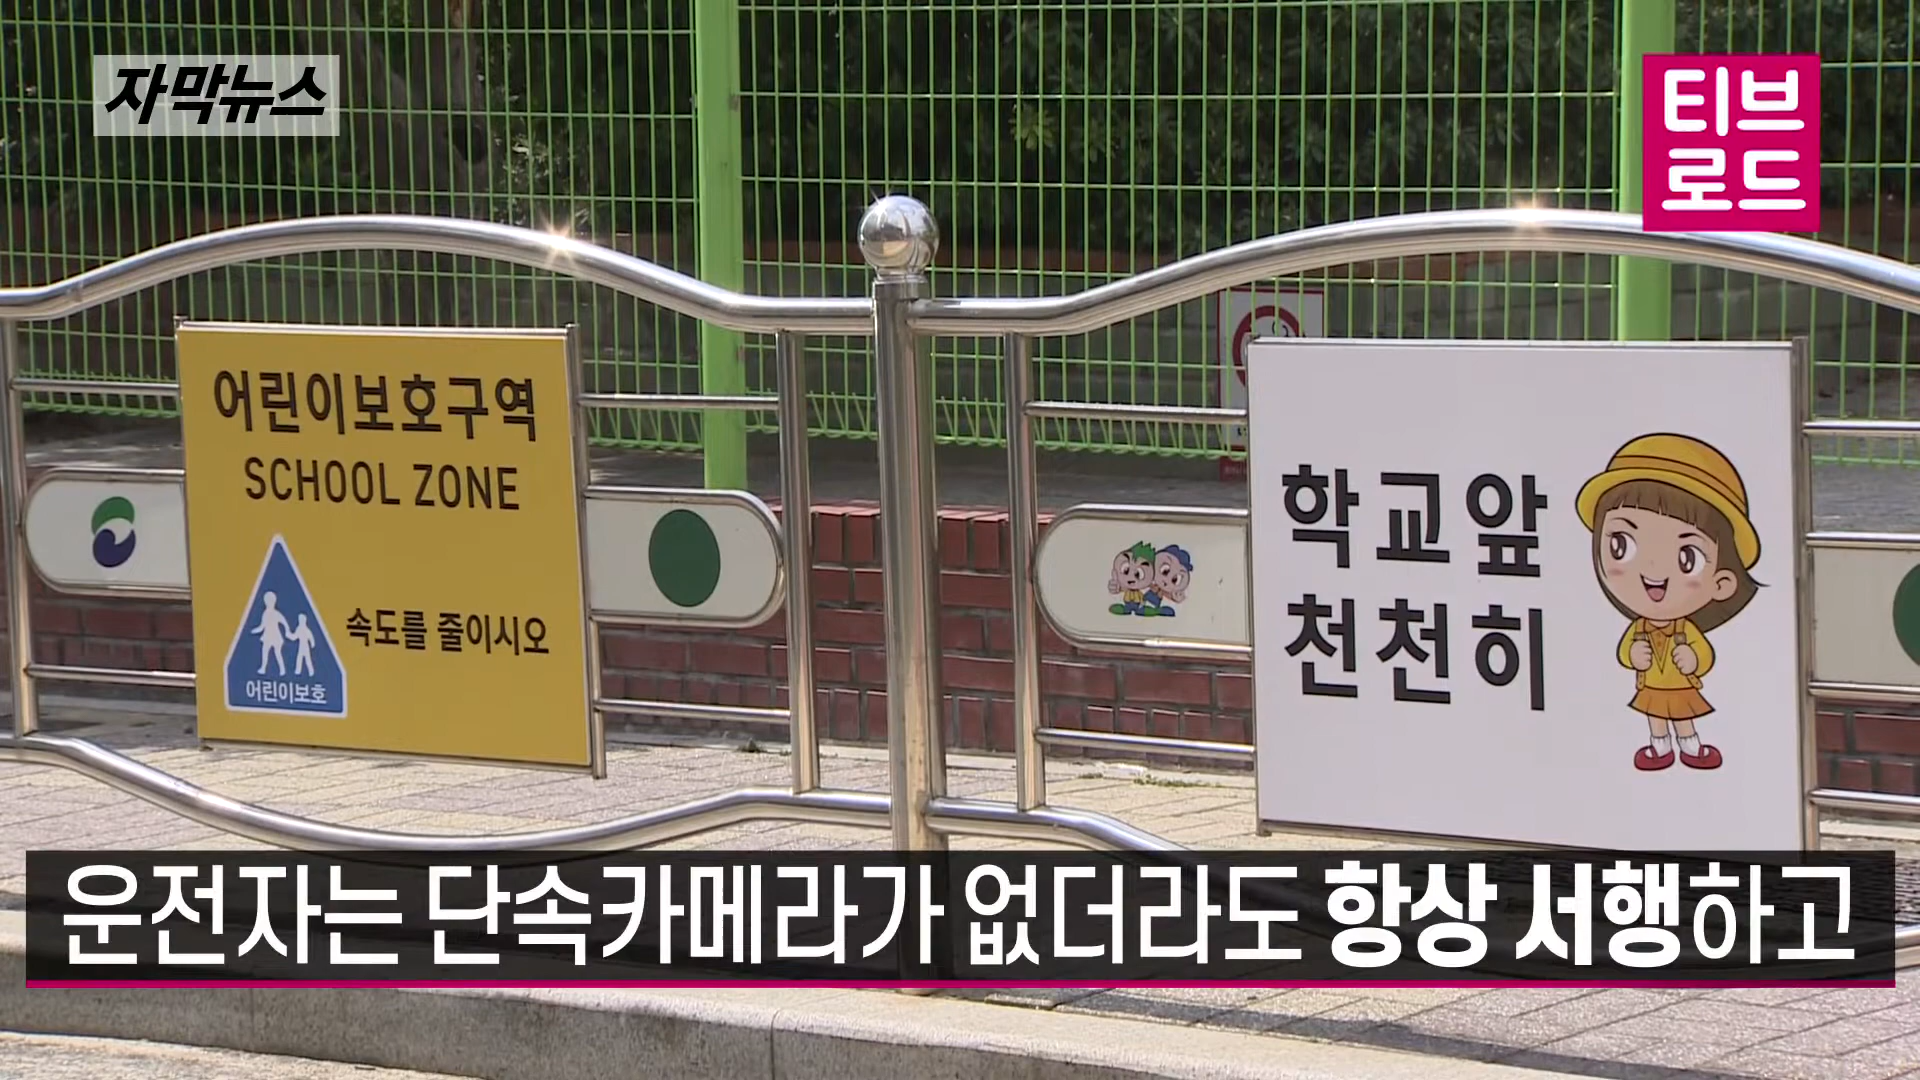 자막뉴스
티브
로드
어린이보호구역
SCHOOL ZONE
속도를 줄이시오
어린이보호
학교앞
천천히
운전자는 단속카메라가 없더라도 항상 서행하고